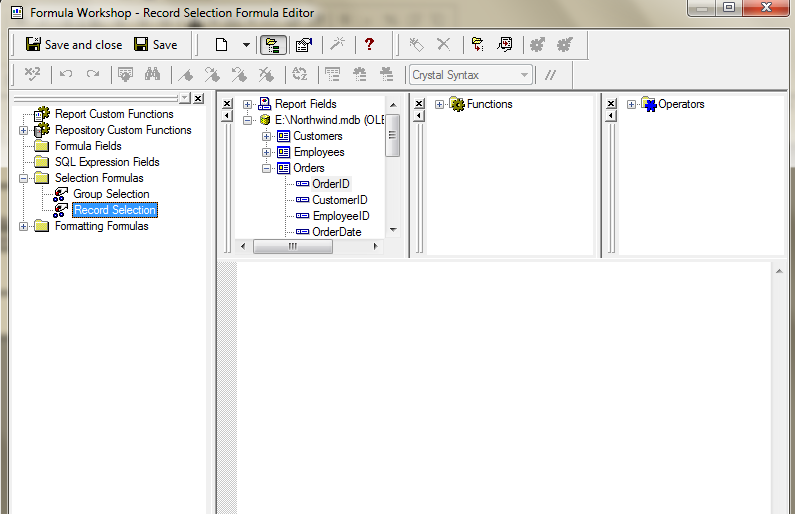 Formula Workshop - Record Selection Formula Editor
Save and close Save
Crystal Syntax //
Report Custom Functions
Repository Custom Functions
Formula Fields
SQL Expression Fields
Selection Formulas
Group Selection
Record Selection
Formatting Formulas
Report Fields
E:\Northwind.mdb (OLE
Customers
Employees
Orders
OrderID
CustomerID
EmployeeID
OrderDate
Functions
Operators